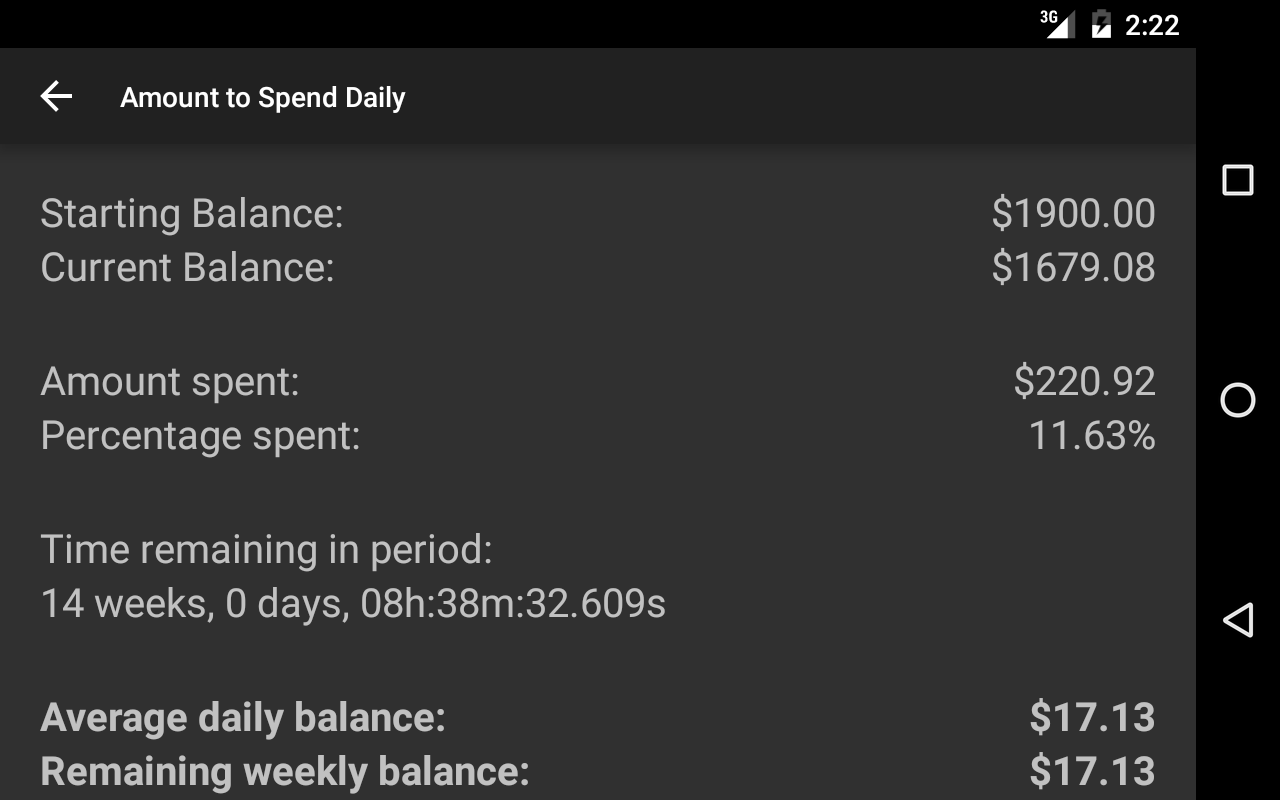 3G 2:22
Amount to Spend Daily
Starting Balance: $1900.00
Current Balance: $1679.08
Amount spent: $220.92
Percentage spent: 11.63%
Time remaining in period:
14 weeks, 0 days, 08h:38m:32.609s
Average daily balance: $17.13
Remaining weekly balance: $17.13